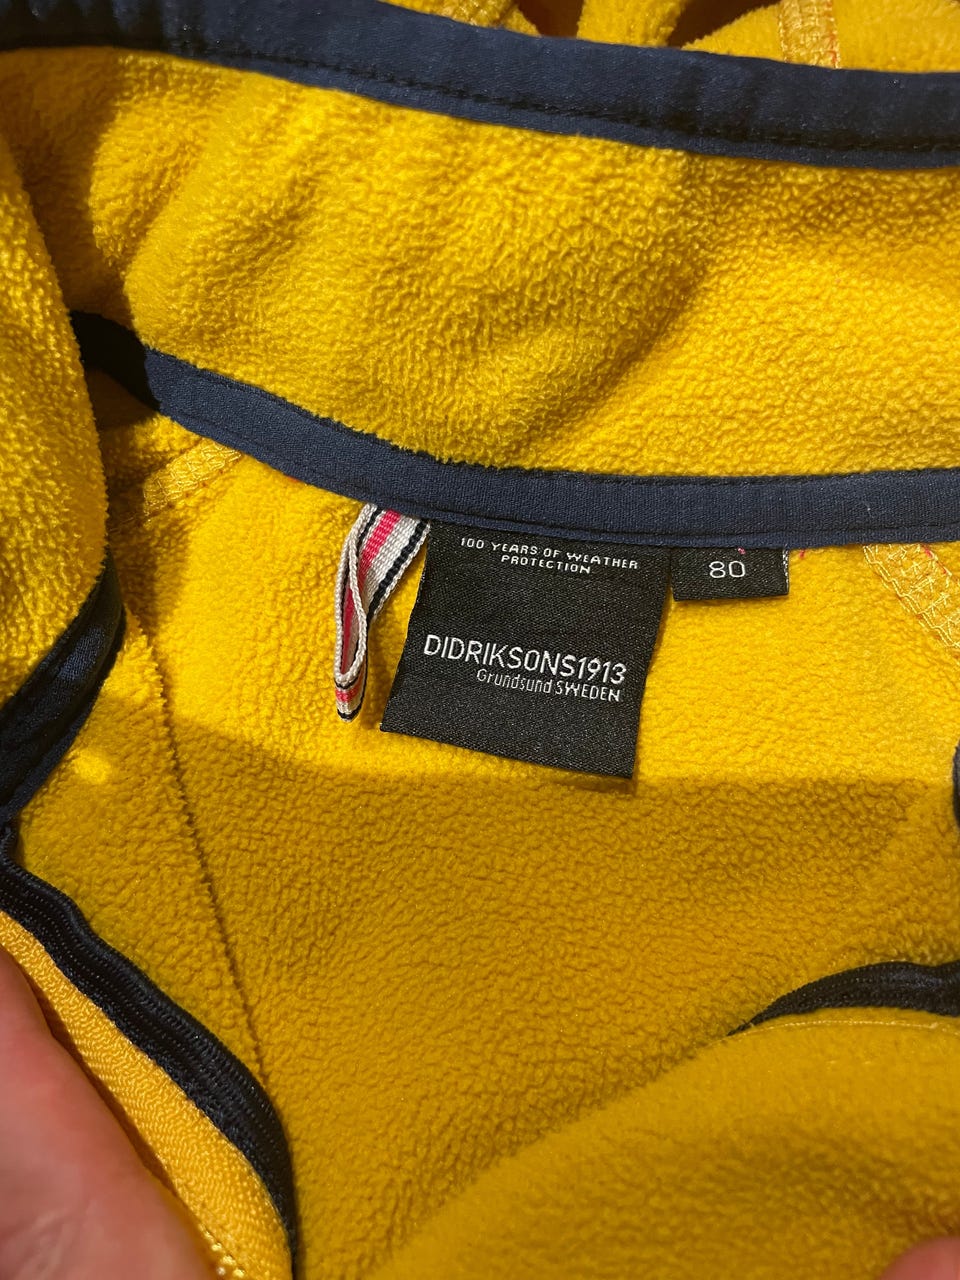 100 YEARS OF WEATHER
PROTECTION
80
DIDRIKSONS1913
Grundsund SWEDEN